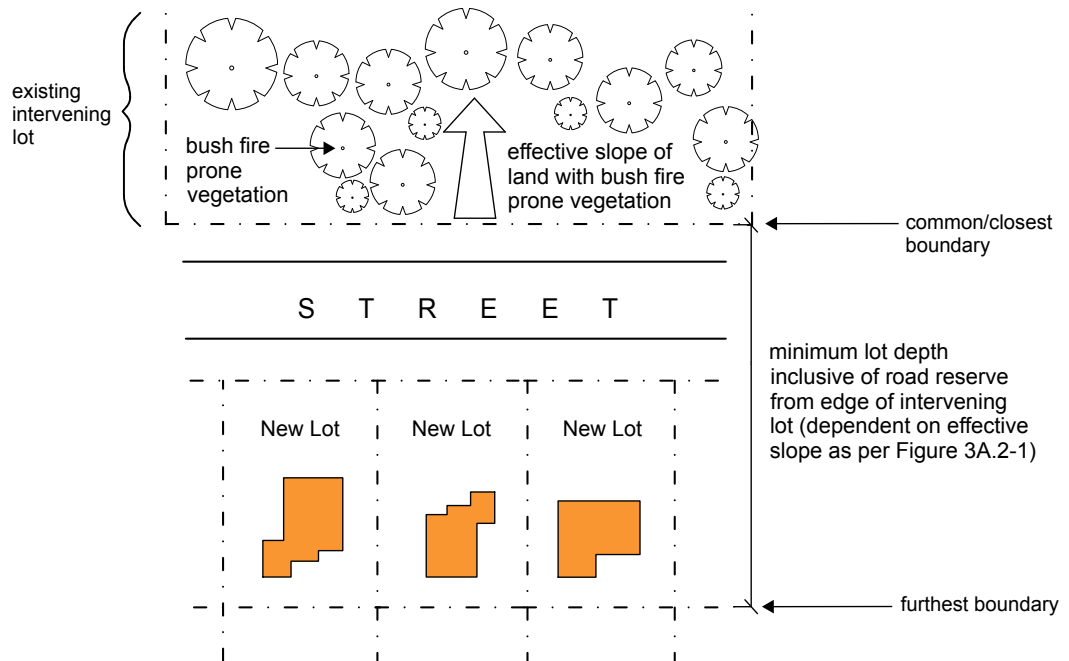 existing
intervening
lot
bush fire
prone
vegetation
effective slope of
land with bush fire
prone vegetation
common/closest
boundary
STREET
minimum lot depth
inclusive of road reserve
from edge of intervening
lot (dependent on effective
slope as per Figure 3A.2-1)
New Lot
New Lot
New Lot
furthest boundary